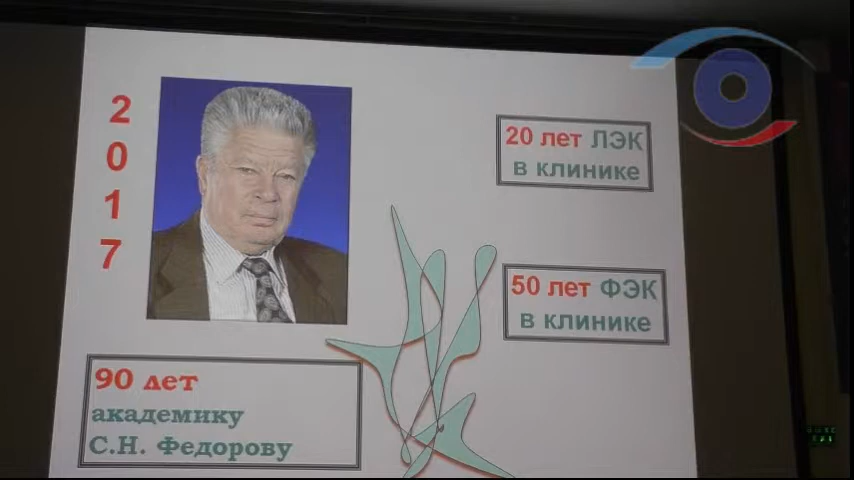 2
0
1
7
20 лет ЛЭК
в клинике
50 лет ФЭК
в клинике
90 лет
академику
С.Н. Федорову